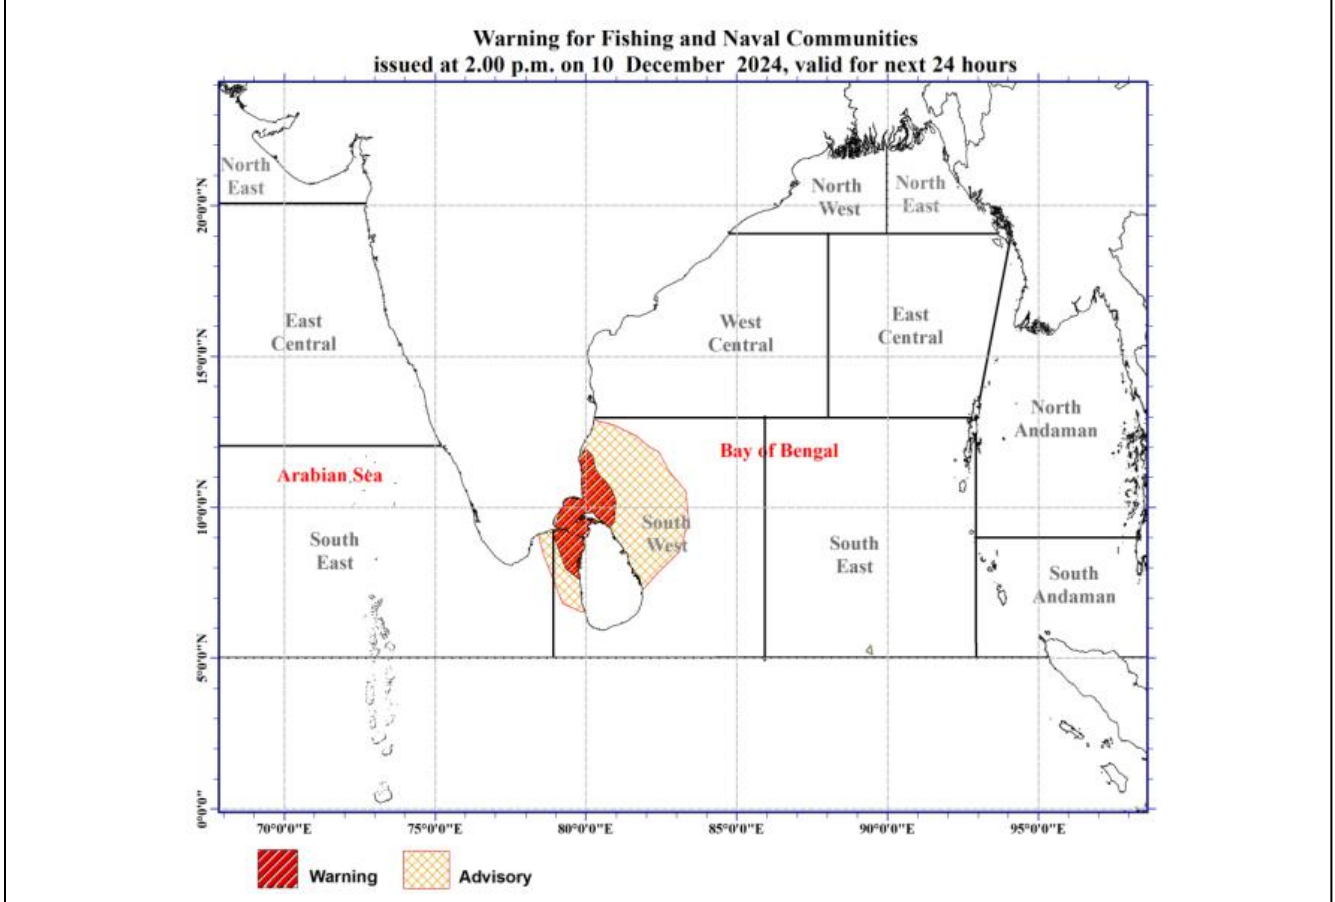 Warning for Fishing and Naval Communities
issued at 2.00 p.m. on 10 December 2024, valid for next 24 hours
North
East
North
West
North
East
20°0'0"N
East
Central
West
Central
East
Central
15°0'0"N
North
Andaman
Bay of Bengal
Arabian Sea
10°0'0"N
South
East
South
West
South
East
South
Andaman
5°0'0"N
0°0'0"
70°0'0"E
75°0'0"E
80°0'0"E
85°0'0"E
90°0'0"E
95°0'0"E
Warning
Advisory